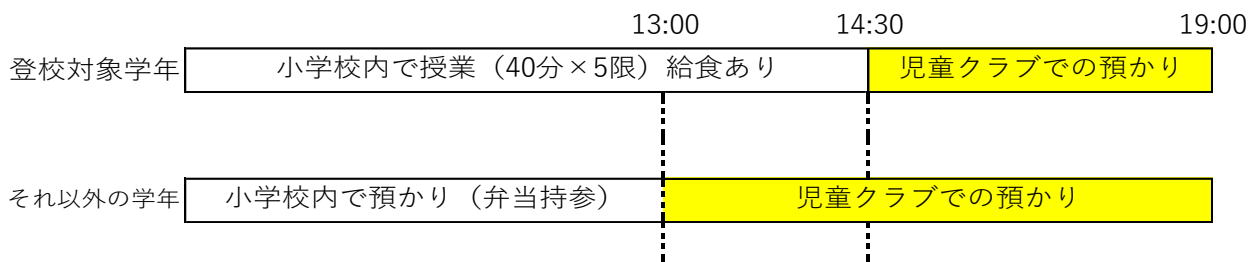 13:00 14:30 19:00
登校対象学年 小学校内で授業（40分×5限）給食あり 児童クラブでの預かり
それ以外の学年 小学校内で預かり（弁当持参） 児童クラブでの預かり